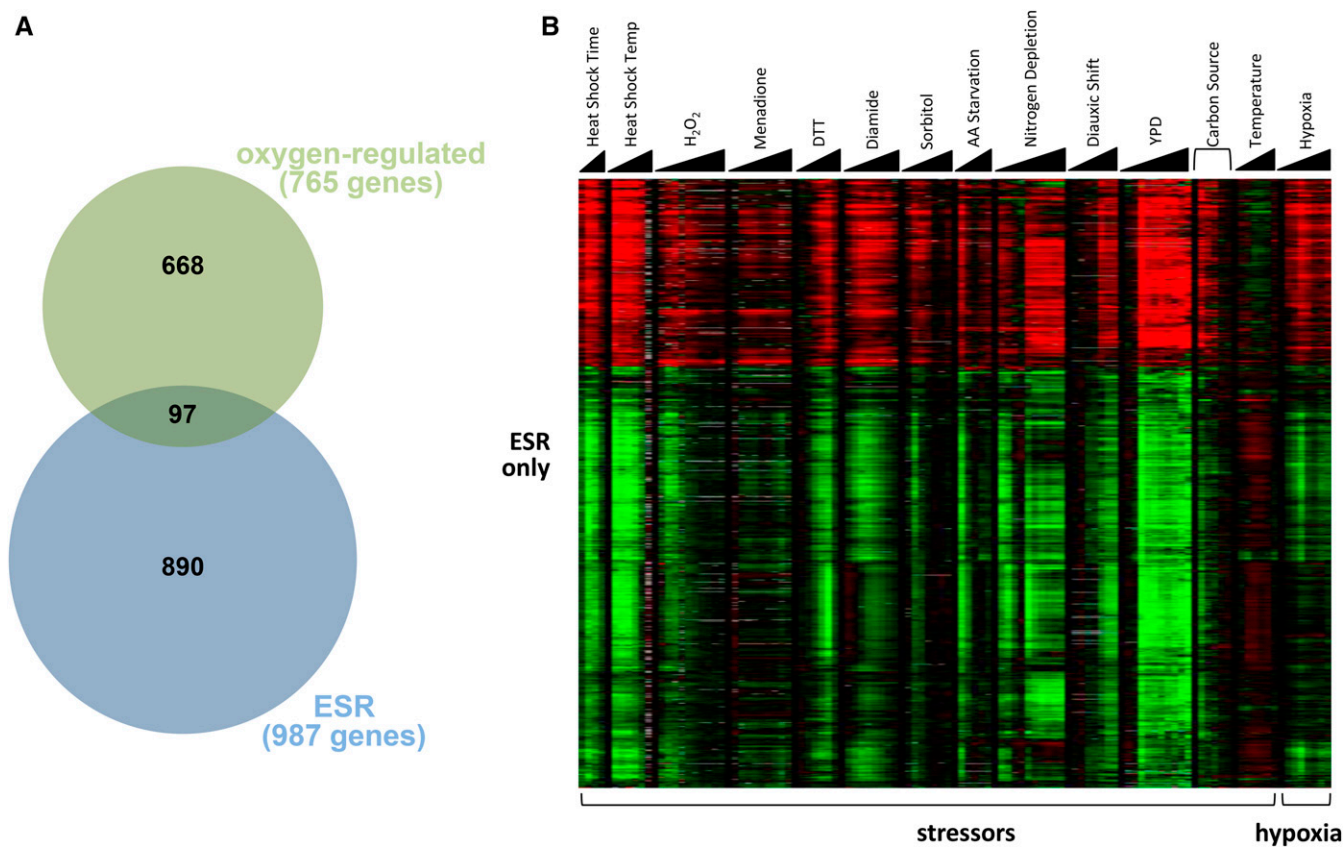 A
oxygen-regulated
(765 genes)
668
97
890
ESR
(987 genes)
B
Heat Shock Time
Heat Shock Temp
H2O2
Menadione
DTT
Diamide
Sorbitol
AA Starvation
Nitrogen Depletion
Diauxic Shift
YPD
Carbon Source
Temperature
Hypoxia
ESR
only
stressors
hypoxia